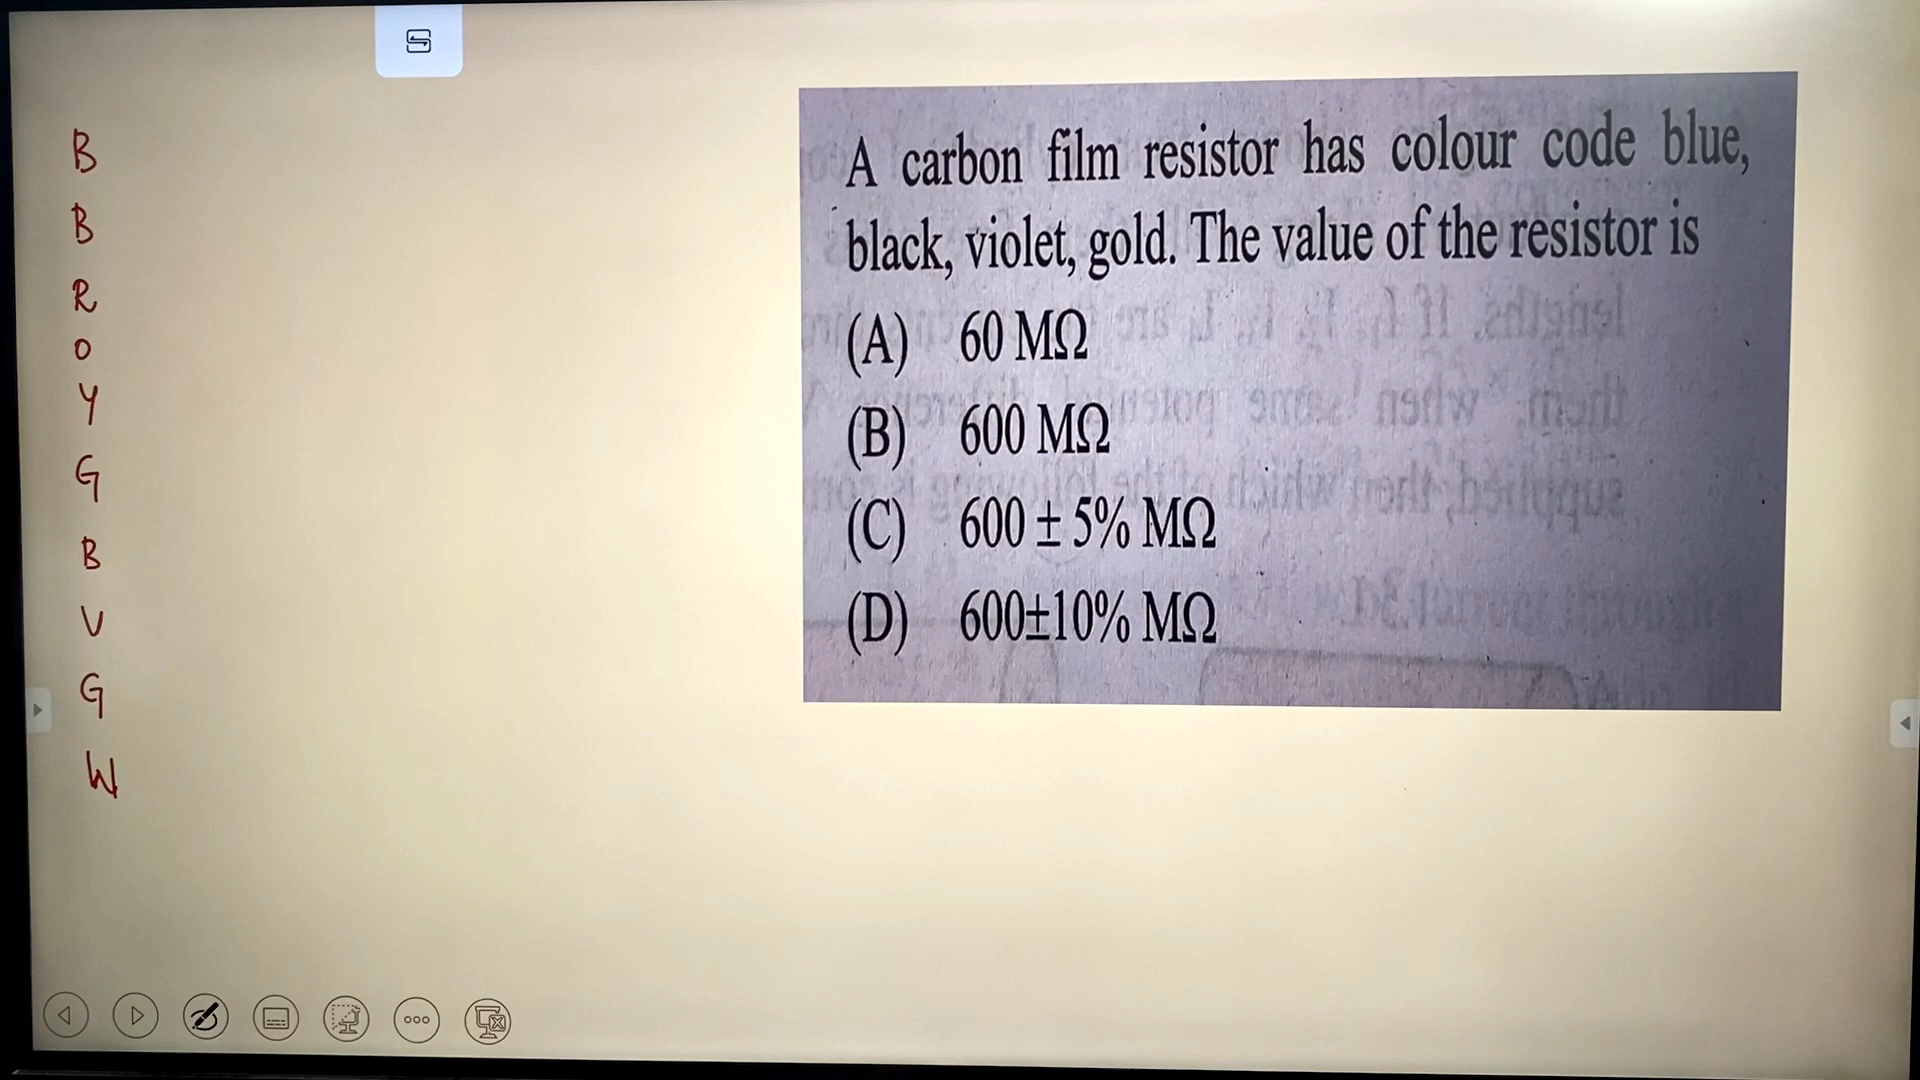 B
B
R
O
Y
G
B
V
G
W
A carbon film resistor has colour code blue,
black, violet, gold. The value of the resistor is
(A) 60 MΩ
(B) 600 MΩ
(C) 600 ± 5% MΩ
(D) 600±10% MΩ